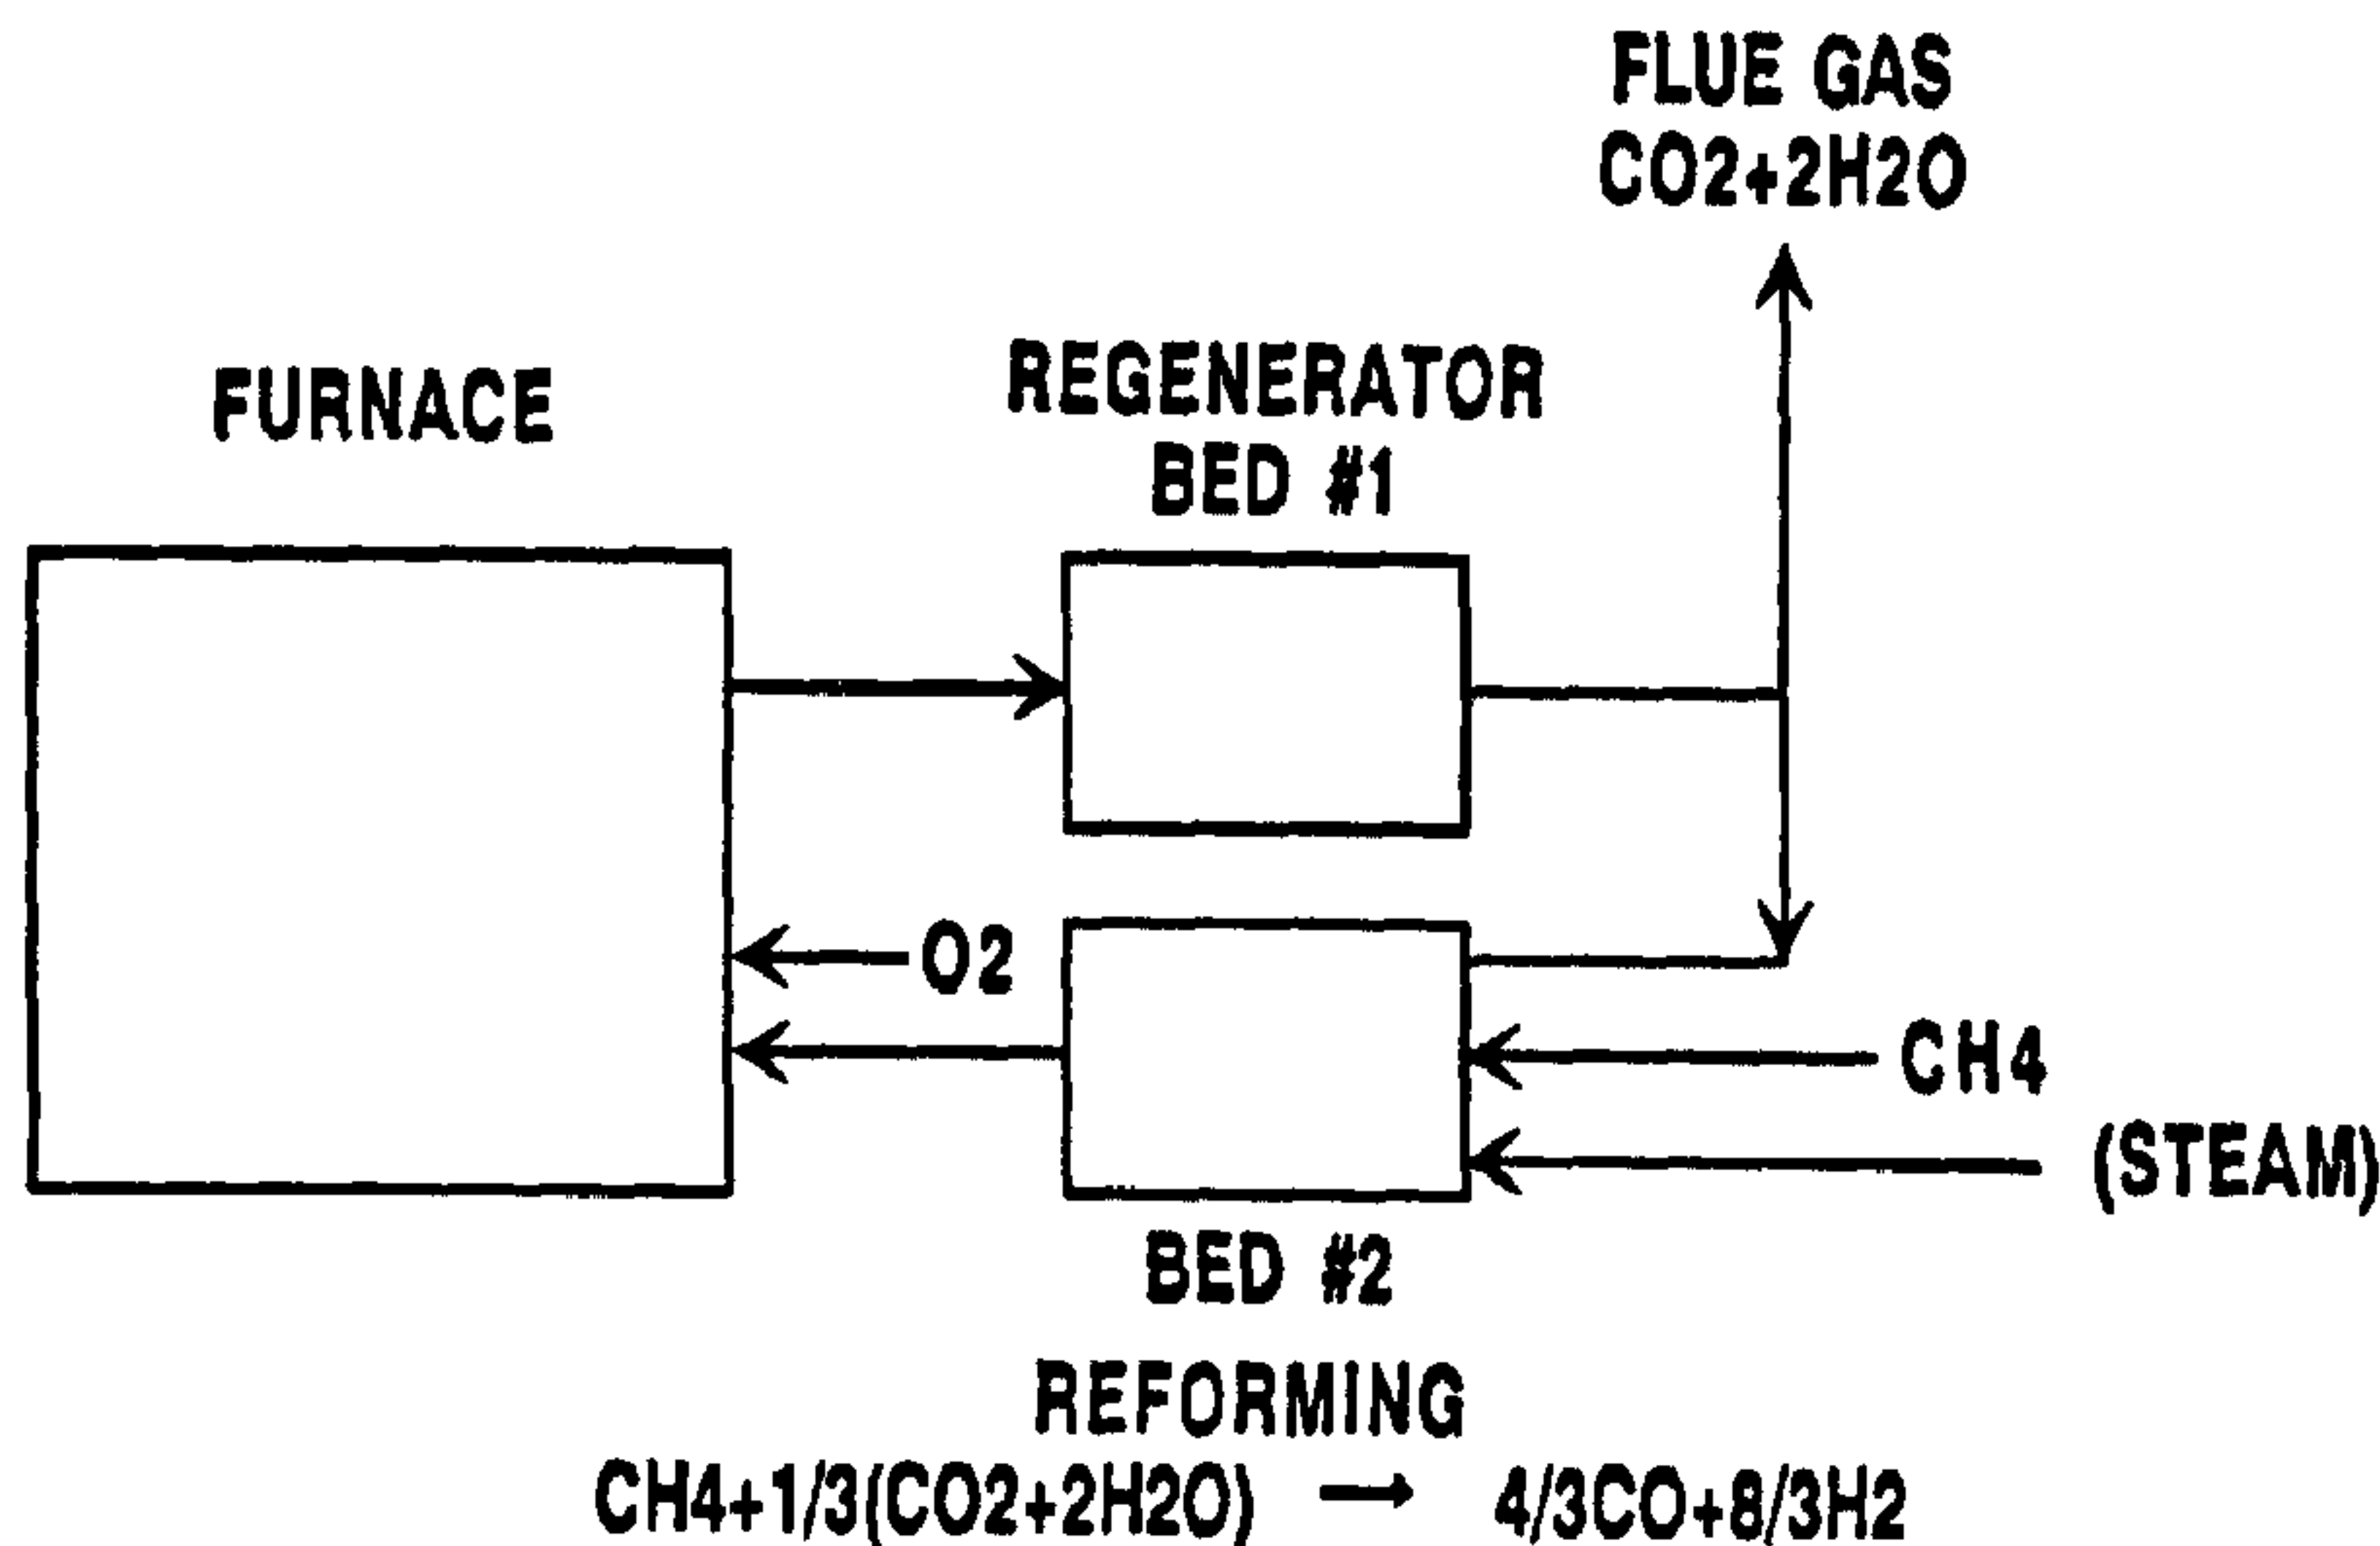 FLUE GAS
CO2+2H2O
FURNACE
REGENERATOR
BED #1
O2
CH4
(STEAM)
BED #2
REFORMING
CH4+1/3(CO2+2H2O) → 4/3CO+8/3H2